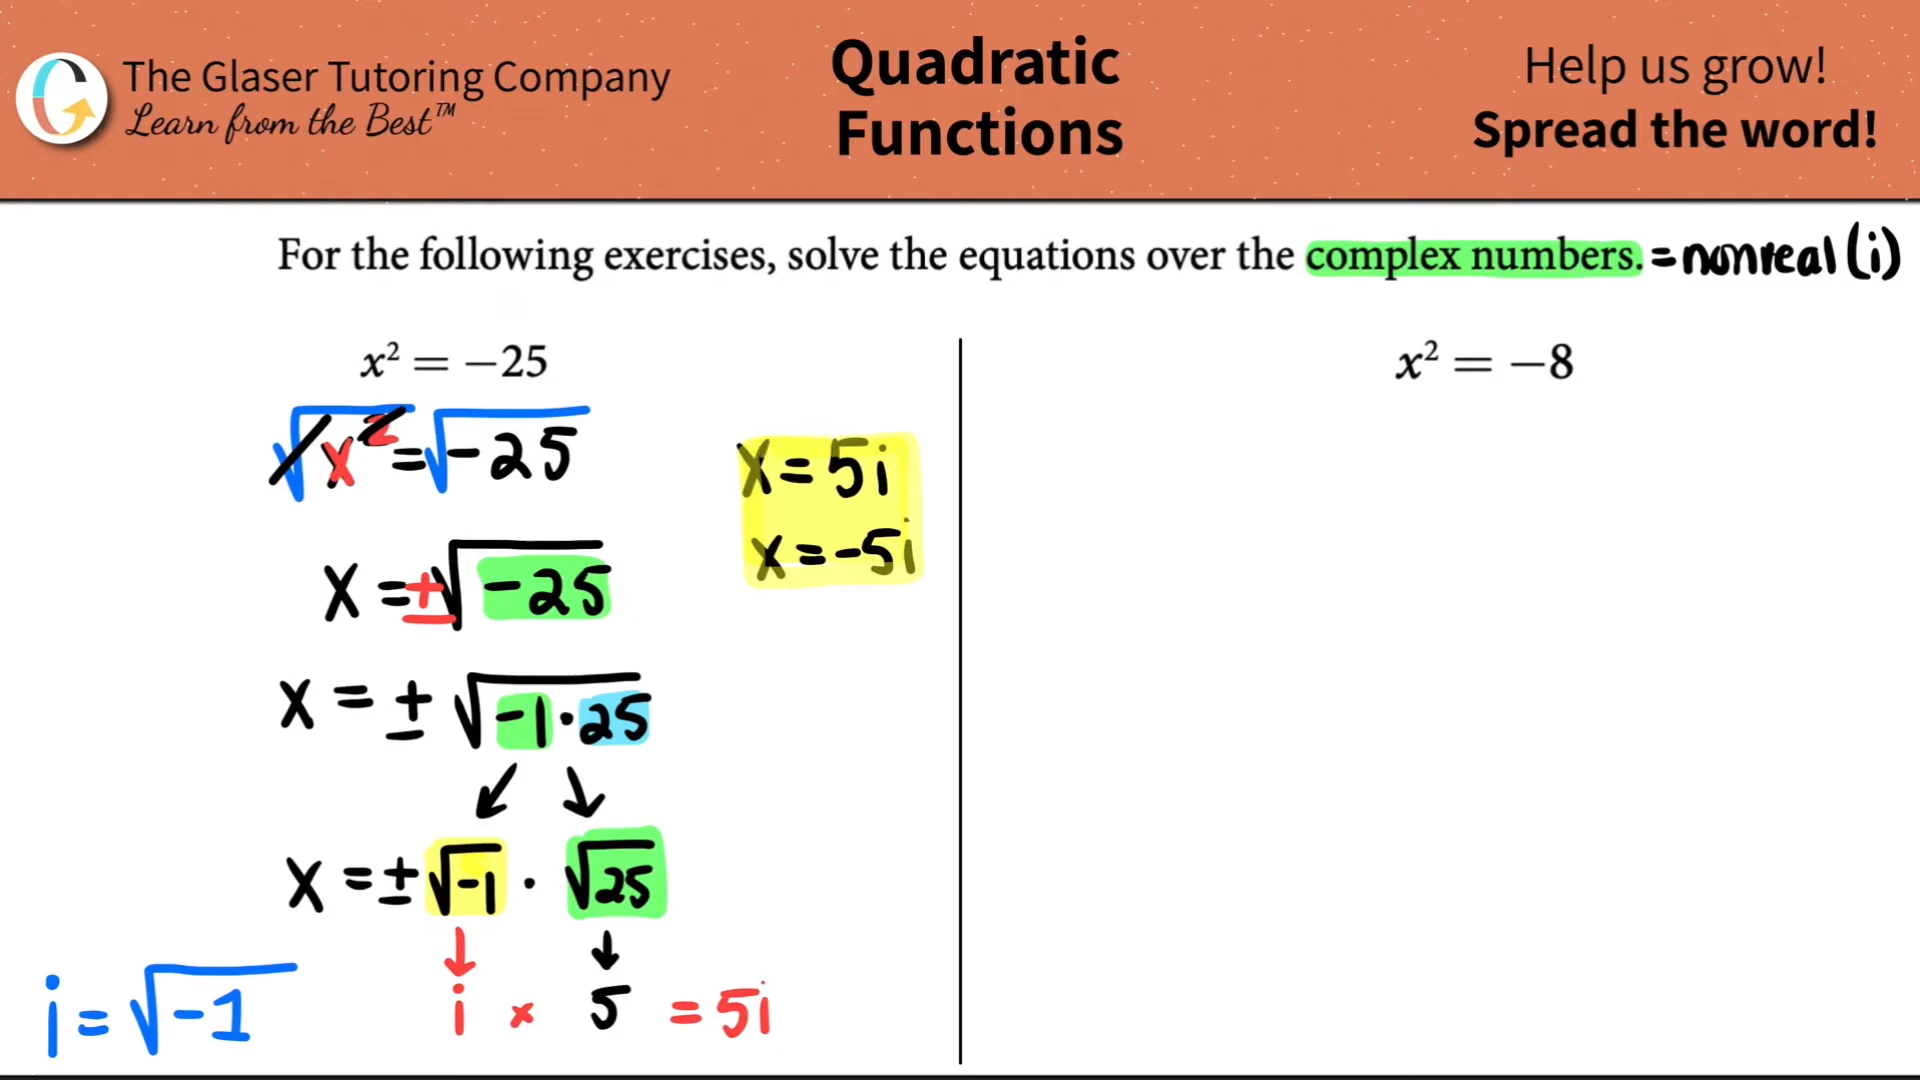 The Glaser Tutoring Company
Learn from the Best™
Quadratic
Functions
Help us grow!
Spread the word!
For the following exercises, solve the equations over the complex numbers. = nonreal (i)
x² = −25
√x² = √-25
x = ±√-25
x = ± √-1 · 25
x = ± √-1 · √25
i × 5 = 5i
i = √-1
x = 5i
x = -5i
x² = −8